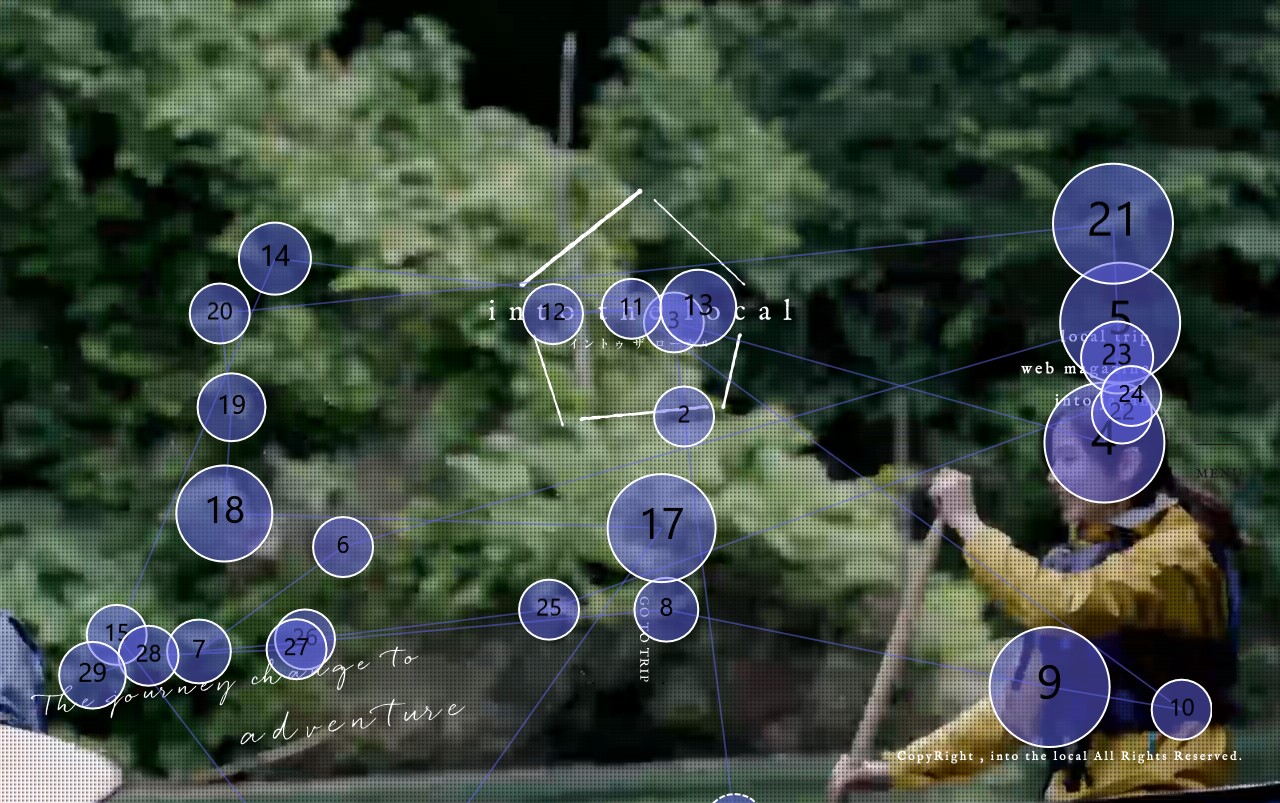 into the local
イントゥ ザ ローカル
local trip
web magazine
into
MENU
GO TO TRIP
The journey change to
adventure
CopyRight , into the local All Rights Reserved.
14
21
20
12
11
3
13
5
23
24
22
4
19
2
18
6
17
25
8
15
28
7
26
27
29
9
10